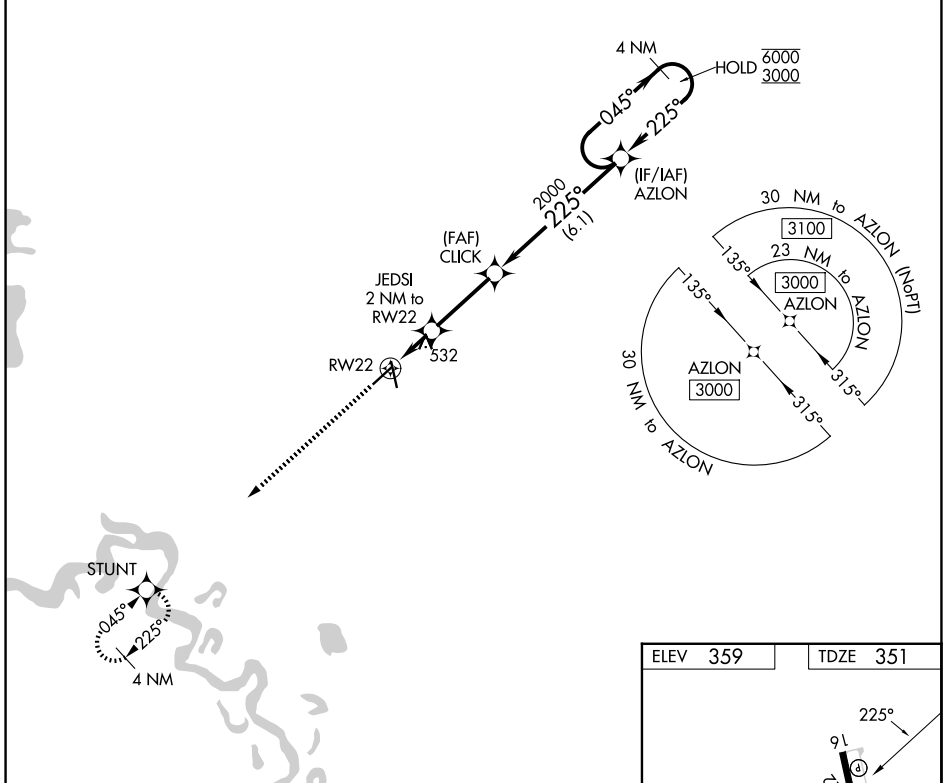 4 NM
HOLD 6000
3000
045°
225°
(IF/IAF)
AZLON
2000
225°
(6.1)
(FAF)
CLICK
JEDSI
2 NM to
RW22
532
RW22
30 NM to AZLON (NoPT)
3100
135°
23 NM to AZLON
3000
AZLON
315°
135°
AZLON
3000
315°
30 NM to AZLON
STUNT
045°
225°
4 NM
ELEV 359
TDZE 351
225°
16
P